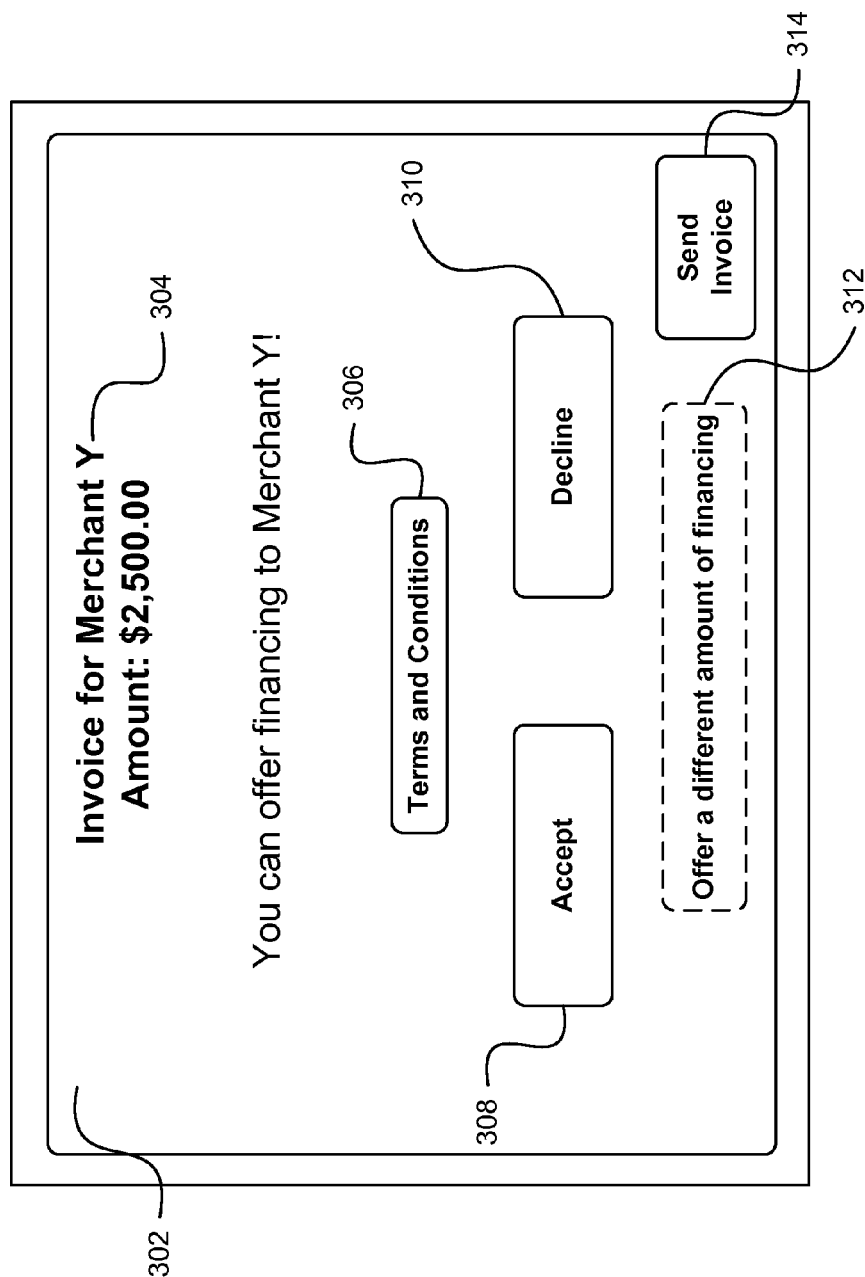 Invoice for Merchant Y
Amount: $2,500.00
304
You can offer financing to Merchant Y!
306
Terms and Conditions
310
Accept
Decline
308
314
Offer a different amount of financing
Send
Invoice
312
302